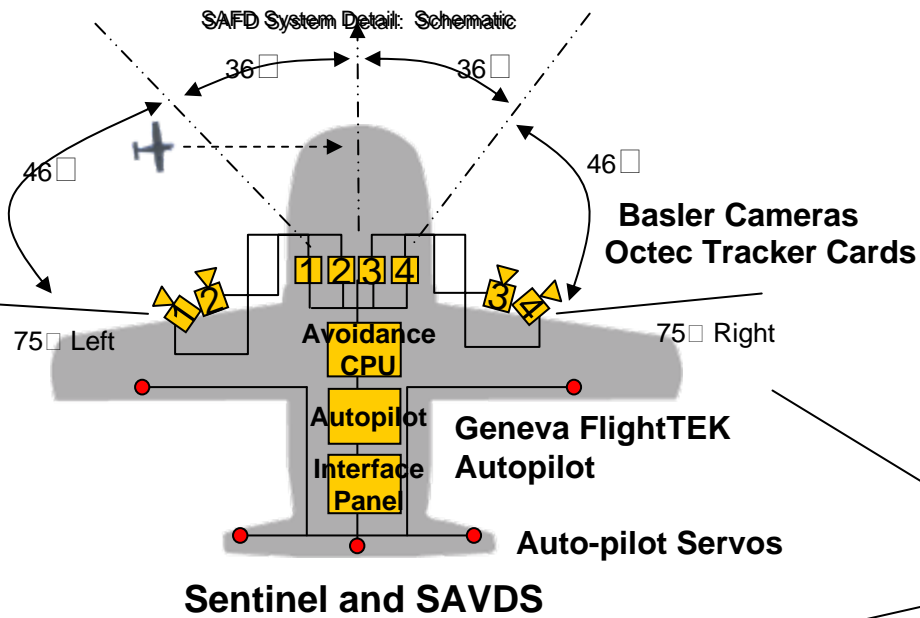 SAFD System Detail: Schematic
36□ 36□
46□ 46□
Basler Cameras
Octec Tracker Cards
1 2 3 4
1 2 3 4
75□ Left
75□ Right
Avoidance
CPU
Autopilot
Geneva FlightTEK
Autopilot
Interface
Panel
Auto-pilot Servos
Sentinel and SAVDS